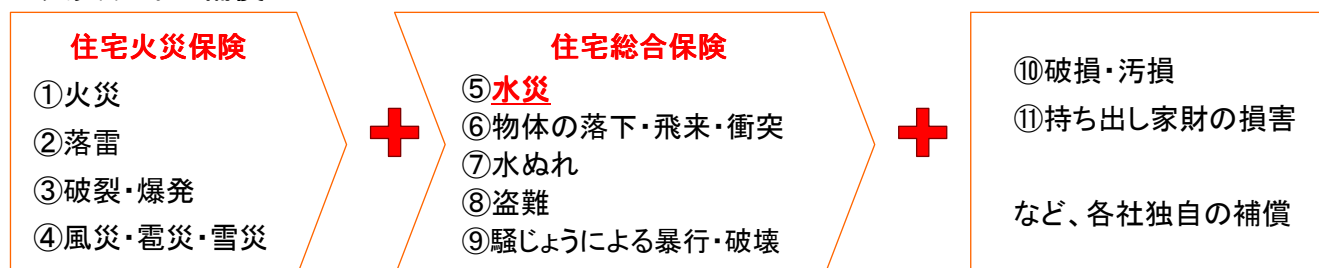 住宅火災保険
①火災
②落雷
③破裂・爆発
④風災・雹災・雪災
住宅総合保険
⑤水災
⑥物体の落下・飛来・衝突
⑦水ぬれ
⑧盗難
⑨騒じょうによる暴行・破壊
⑩破損・汚損
⑪持ち出し家財の損害
など、各社独自の補償